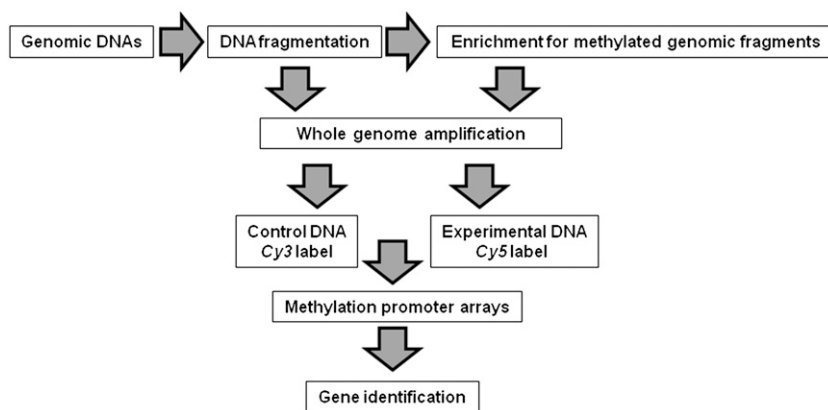 Genomic DNAs
DNA fragmentation
Enrichment for methylated genomic fragments
Whole genome amplification
Control DNA
Cy3 label
Experimental DNA
Cy5 label
Methylation promoter arrays
Gene identification